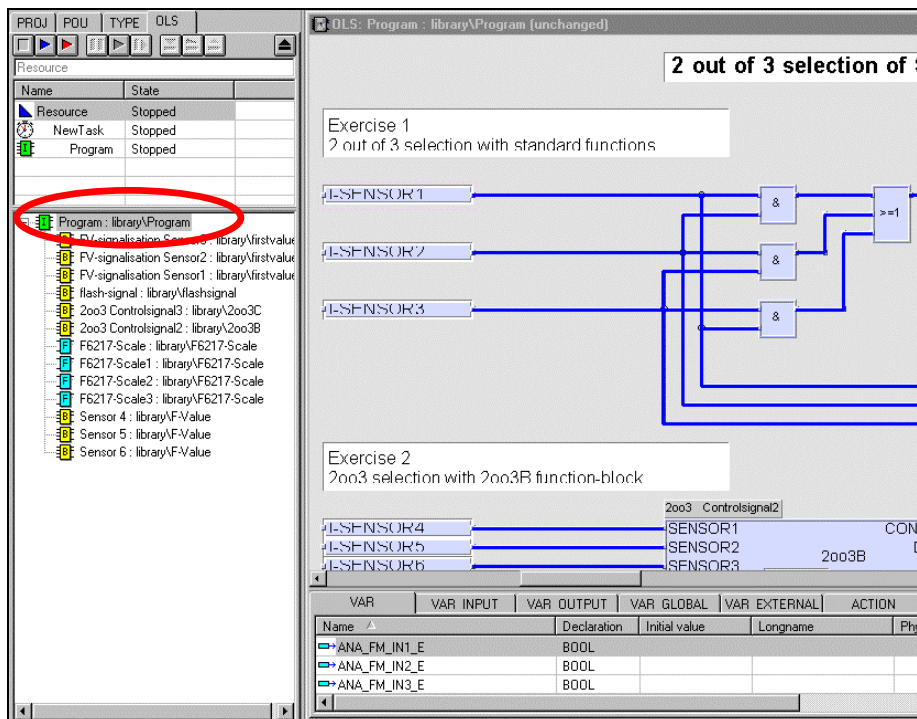 PROJ POU TYPE OLS
Resource
Name State
Resource Stopped
NewTask Stopped
Program Stopped
Program : library\Program
FV-signalisation Sensor3 : library\firstvalue
FV-signalisation Sensor2 : library\firstvalue
FV-signalisation Sensor1 : library\firstvalue
flash-signal : library\flashsignal
2oo3 Controlsignal3 : library\2oo3C
2oo3 Controlsignal2 : library\2oo3B
F6217-Scale : library\F6217-Scale
F6217-Scale1 : library\F6217-Scale
F6217-Scale2 : library\F6217-Scale
F6217-Scale3 : library\F6217-Scale
Sensor 4 : library\F-Value
Sensor 5 : library\F-Value
Sensor 6 : library\F-Value
OLS: Program : library\Program (unchanged)
2 out of 3 selection of
Exercise 1
2 out of 3 selection with standard functions
I-SENSOR1
I-SENSOR2
I-SENSOR3
&
&
&
>=1
Exercise 2
2oo3 selection with 2oo3B function-block
2oo3 Controlsignal2
I-SENSOR4
I-SENSOR5
I-SENSOR6
SENSOR1 CON
SENSOR2
SENSOR3
2oo3B
VAR VAR INPUT VAR OUTPUT VAR GLOBAL VAR EXTERNAL ACTION
Name Declaration Initial value Longname Phy
ANA_FM_IN1_E BOOL
ANA_FM_IN2_E BOOL
ANA_FM_IN3_E BOOL